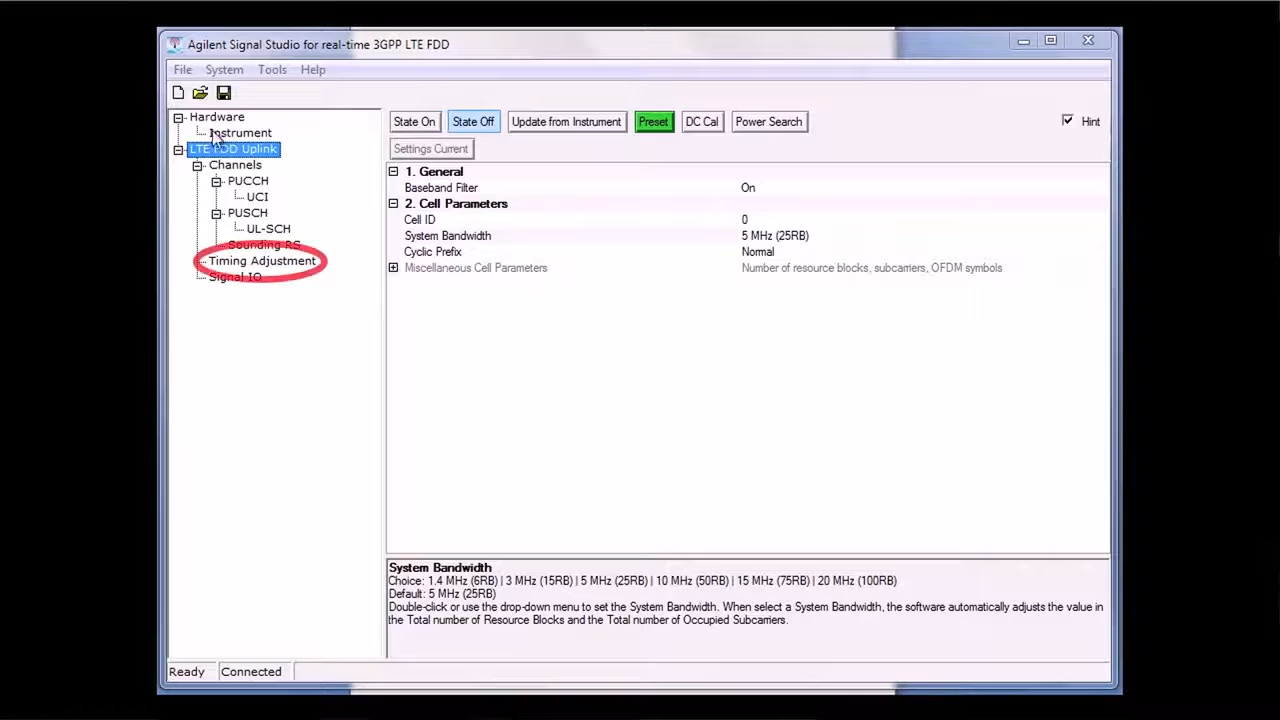 Agilent Signal Studio for real-time 3GPP LTE FDD
File System Tools Help
Hardware
Instrument
LTE FDD Uplink
Channels
PUCCH
UCI
PUSCH
UL-SCH
Sounding RS
Timing Adjustment
Signal IO
State On State Off Update from Instrument Preset DC Cal Power Search Hint
Settings Current
1. General
Baseband Filter On
2. Cell Parameters
Cell ID 0
System Bandwidth 5 MHz (25RB)
Cyclic Prefix Normal
Miscellaneous Cell Parameters Number of resource blocks, subcarriers, OFDM symbols
System Bandwidth
Choice: 1.4 MHz (6RB) | 3 MHz (15RB) | 5 MHz (25RB) | 10 MHz (50RB) | 15 MHz (75RB) | 20 MHz (100RB)
Default: 5 MHz (25RB)
Double-click or use the drop-down menu to set the System Bandwidth. When select a System Bandwidth, the software automatically adjusts the value in
the Total number of Resource Blocks and the Total number of Occupied Subcarriers.
Ready Connected